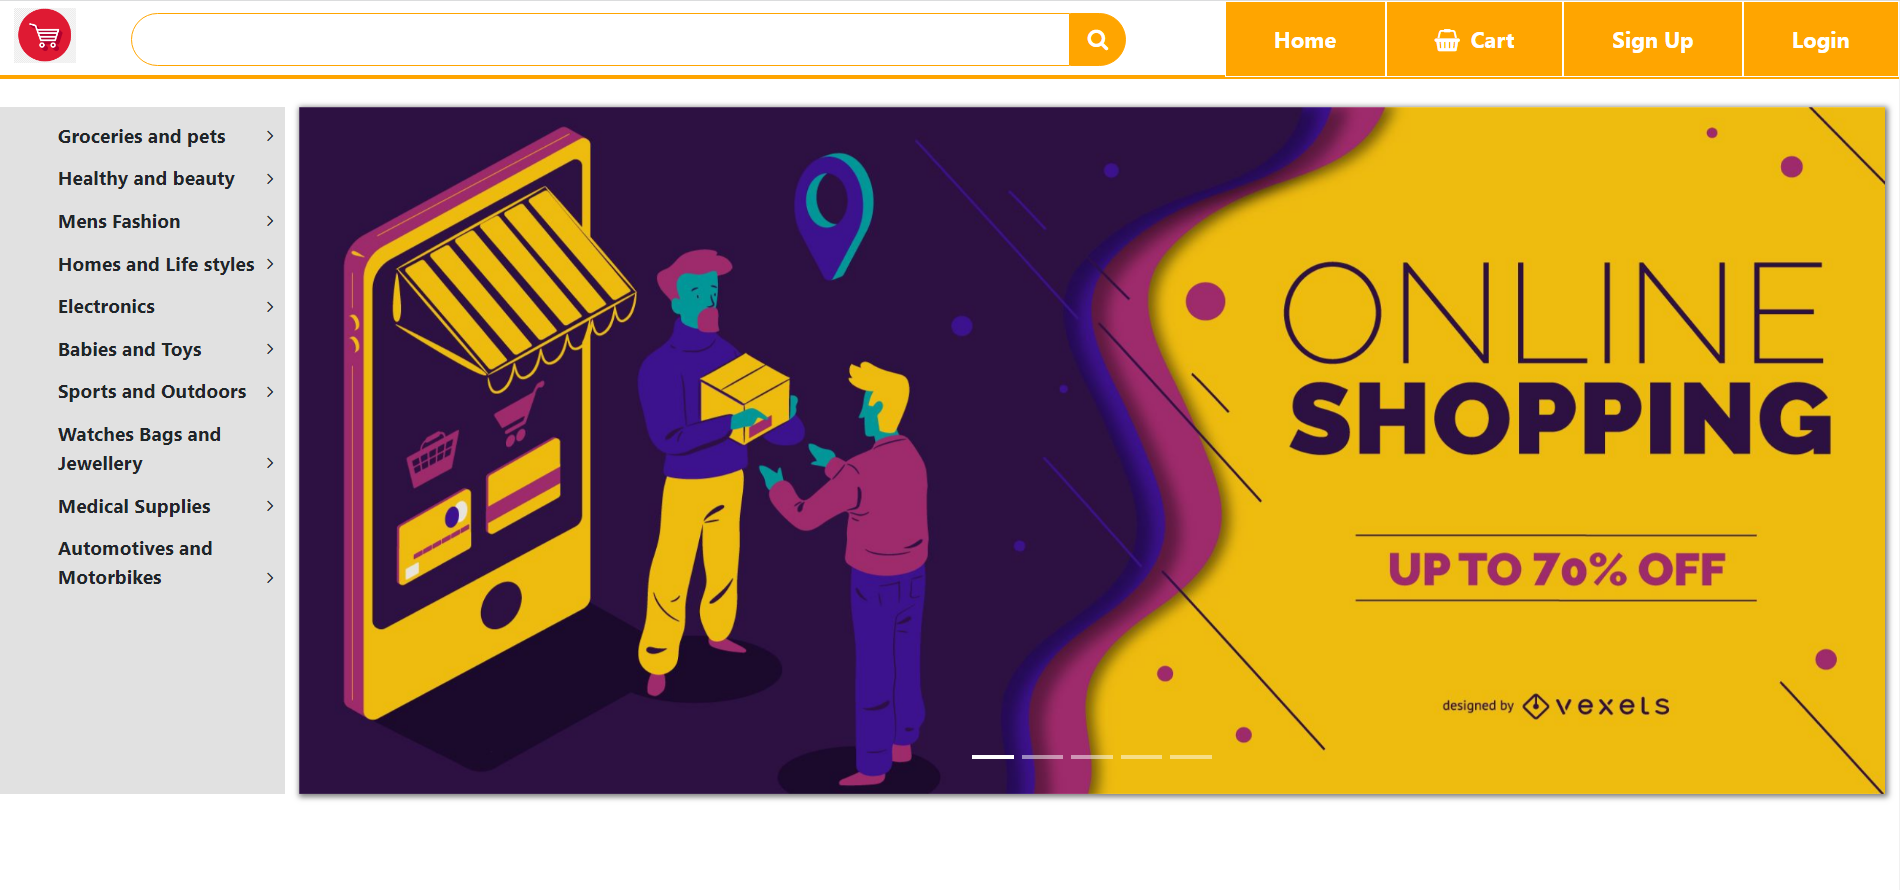 Home
Cart
Sign Up
Login
Groceries and pets
Healthy and beauty
Mens Fashion
Homes and Life styles
Electronics
Babies and Toys
Sports and Outdoors
Watches Bags and
Jewellery
Medical Supplies
Automotives and
Motorbikes
ONLINE
SHOPPING
UP TO 70% OFF
designed by vexels